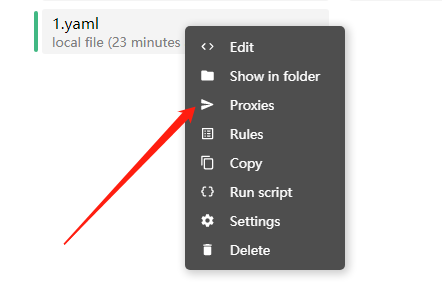 1.yaml
local file (23 minutes
Edit
Show in folder
Proxies
Rules
Copy
Run script
Settings
Delete